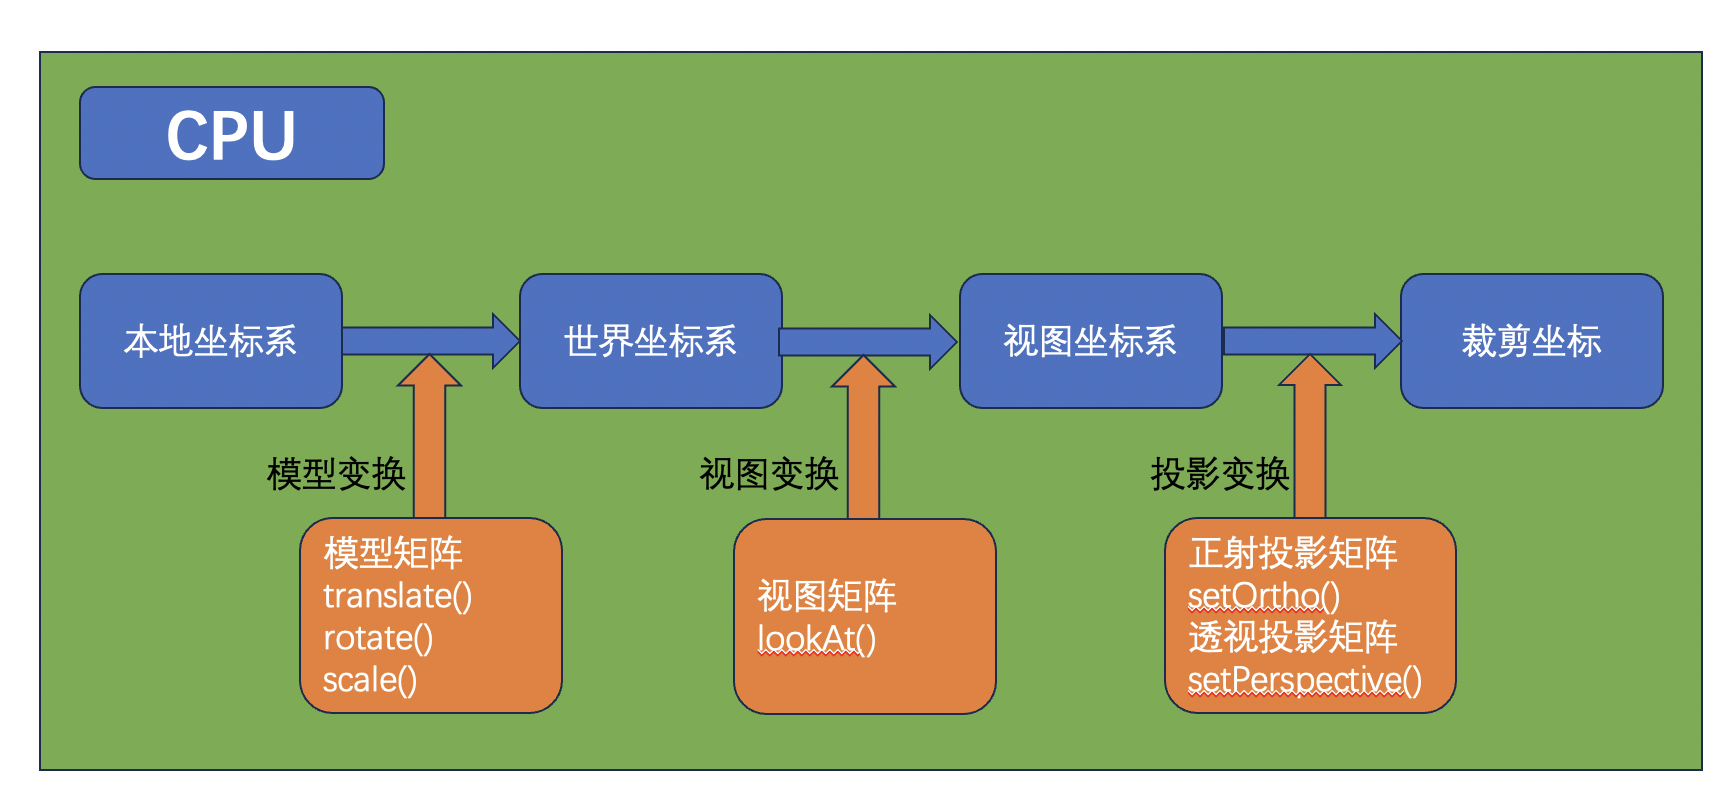 CPU
本地坐标系
世界坐标系
视图坐标系
裁剪坐标
模型变换
视图变换
投影变换
模型矩阵
translate()
rotate()
scale()
视图矩阵
lookAt()
正射投影矩阵
setOrtho()
透视投影矩阵
setPerspective()